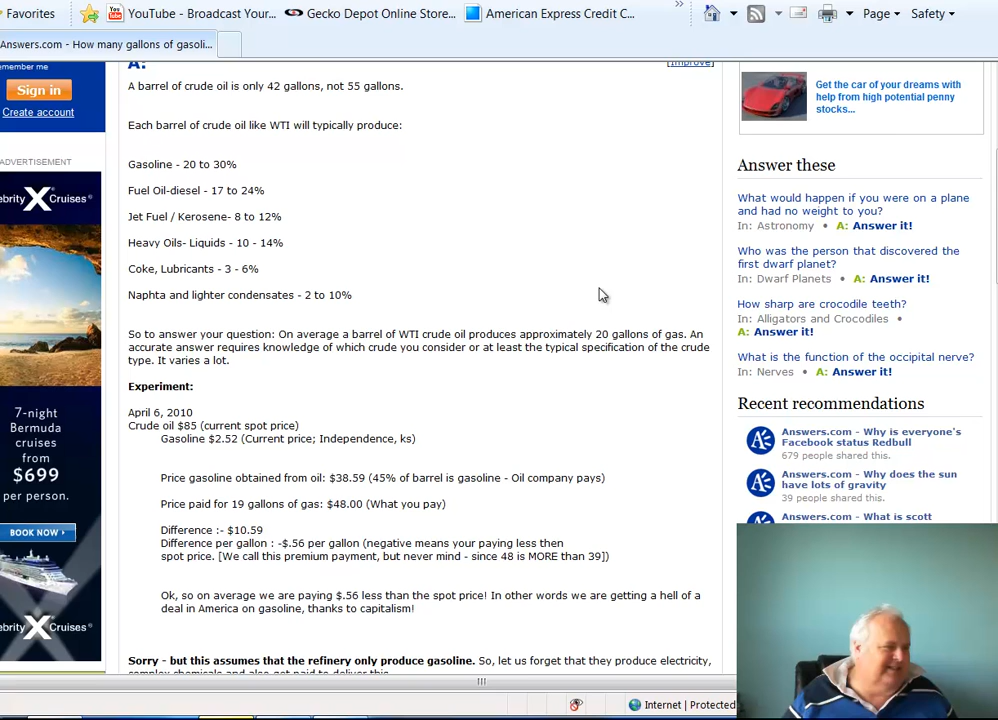 Favorites
YouTube - Broadcast Your...
Gecko Depot Online Store...
American Express Credit C...
Page
Safety
Answers.com - How many gallons of gasoli...
emember me
Sign in
Create account
ADVERTISEMENT
ebrity X Cruises®
7-night
Bermuda
cruises
from
$699
per person.
BOOK NOW
ebrity X Cruises®
A:
[Improve]
A barrel of crude oil is only 42 gallons, not 55 gallons.
Each barrel of crude oil like WTI will typically produce:
Gasoline - 20 to 30%
Fuel Oil-diesel - 17 to 24%
Jet Fuel / Kerosene- 8 to 12%
Heavy Oils- Liquids - 10 - 14%
Coke, Lubricants - 3 - 6%
Naphta and lighter condensates - 2 to 10%
So to answer your question: On average a barrel of WTI crude oil produces approximately 20 gallons of gas. An
accurate answer requires knowledge of which crude you consider or at least the typical specification of the crude
type. It varies a lot.
Experiment:
April 6, 2010
Crude oil $85 (current spot price)
Gasoline $2.52 (Current price; Independence, ks)
Price gasoline obtained from oil: $38.59 (45% of barrel is gasoline - Oil company pays)
Price paid for 19 gallons of gas: $48.00 (What you pay)
Difference :- $10.59
Difference per gallon : -$.56 per gallon (negative means your paying less then
spot price. [We call this premium payment, but never mind - since 48 is MORE than 39])
Ok, so on average we are paying $.56 less than the spot price! In other words we are getting a hell of a
deal in America on gasoline, thanks to capitalism!
Sorry - but this assumes that the refinery only produce gasoline. So, let us forget that they produce electricity,
Get the car of your dreams with
help from high potential penny
stocks...
Answer these
What would happen if you were on a plane
and had no weight to you?
In: Astronomy • A: Answer it!
Who was the person that discovered the
first dwarf planet?
In: Dwarf Planets • A: Answer it!
How sharp are crocodile teeth?
In: Alligators and Crocodiles •
A: Answer it!
What is the function of the occipital nerve?
In: Nerves • A: Answer it!
Recent recommendations
Answers.com - Why is everyone's
Facebook status Redbull
679 people shared this.
Answers.com - Why does the sun
have lots of gravity
39 people shared this.
Answers.com - What is scott
Internet | Protected